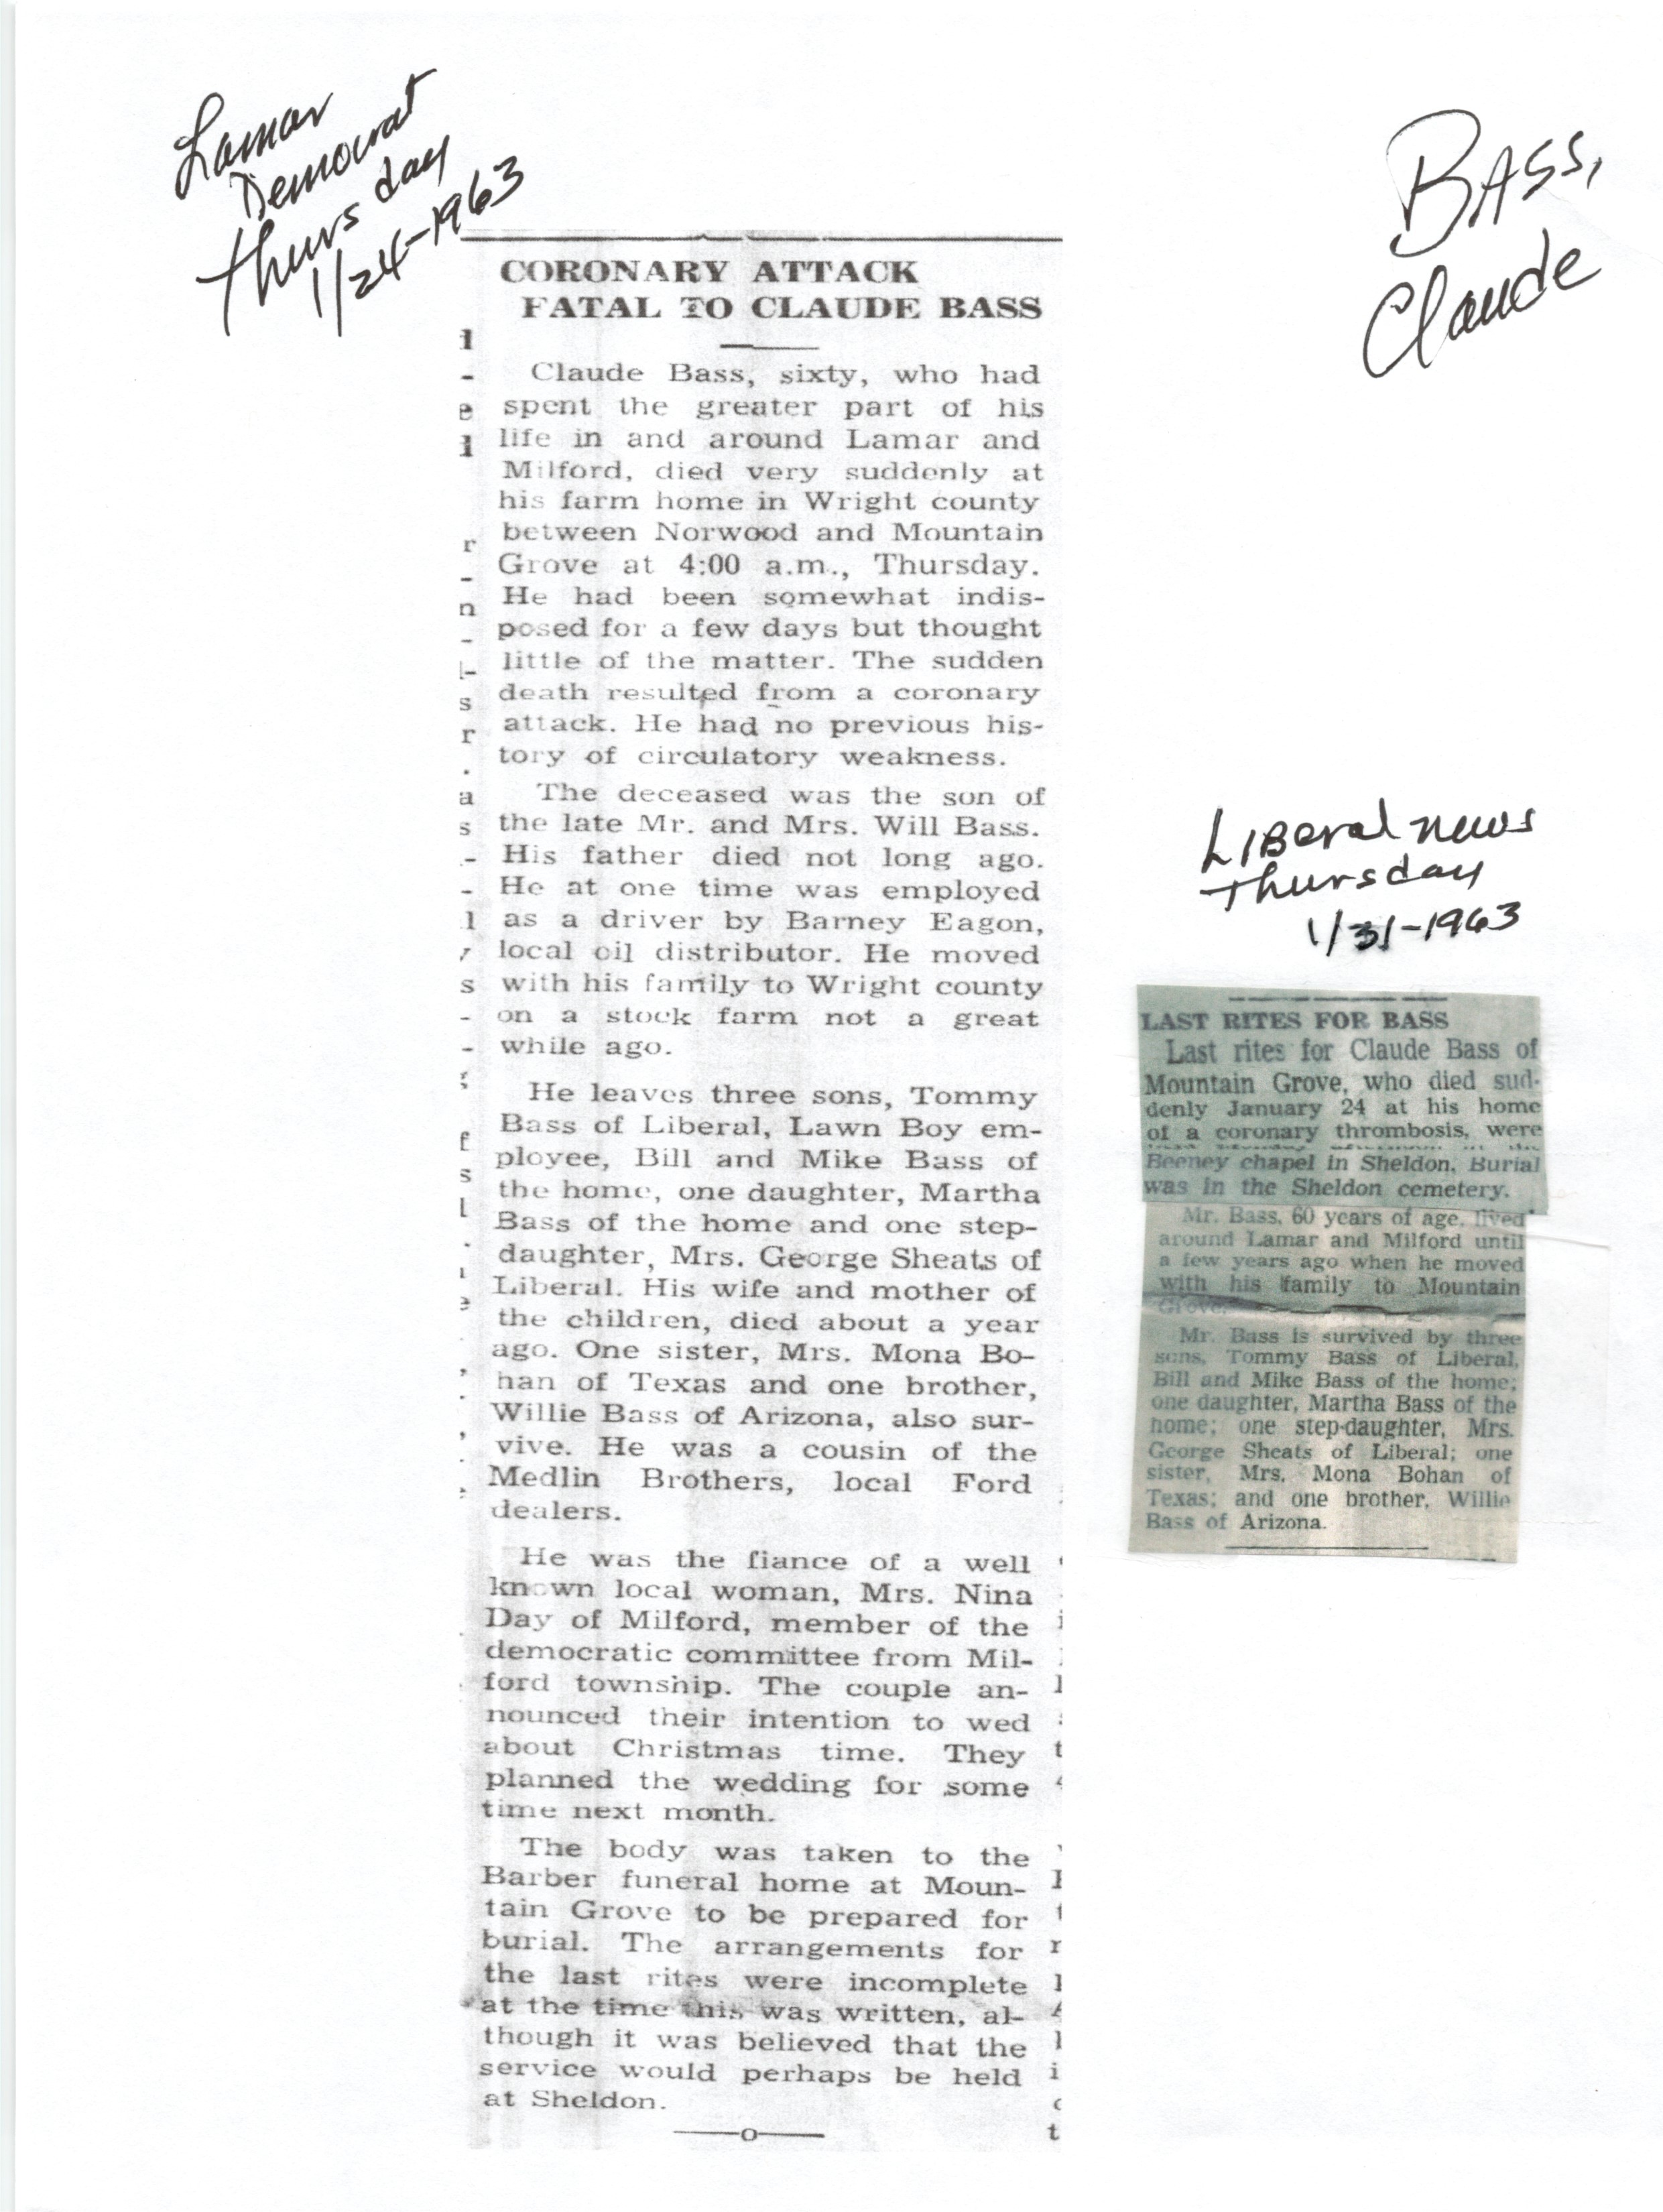 Lamar
Democrat
Thursday
1/24-1963
BASS,
Claude
CORONARY ATTACK
FATAL TO CLAUDE BASS
Claude Bass, sixty, who had
spent the greater part of his
life in and around Lamar and
Milford, died very suddenly at
his farm home in Wright county
between Norwood and Mountain
Grove at 4:00 a.m., Thursday.
He had been somewhat indis-
posed for a few days but thought
little of the matter. The sudden
death resulted from a coronary
attack. He had no previous his-
tory of circulatory weakness.
The deceased was the son of
the late Mr. and Mrs. Will Bass.
His father died not long ago.
He at one time was employed
as a driver by Barney Eagon,
local oil distributor. He moved
with his family to Wright county
on a stock farm not a great
while ago.
He leaves three sons, Tommy
Bass of Liberal, Lawn Boy em-
ployee, Bill and Mike Bass of
the home, one daughter, Martha
Bass of the home and one step-
daughter, Mrs. George Sheats of
Liberal. His wife and mother of
the children, died about a year
ago. One sister, Mrs. Mona Bo-
han of Texas and one brother,
Willie Bass of Arizona, also sur-
vive. He was a cousin of the
Medlin Brothers, local Ford
dealers.
He was the fiance of a well
known local woman, Mrs. Nina
Day of Milford, member of the
democratic committee from Mil-
ford township. The couple an-
nounced their intention to wed
about Christmas time. They
planned the wedding for some
time next month.
The body was taken to the
Barber funeral home at Moun-
tain Grove to be prepared for
burial. The arrangements for
the last rites were incomplete
at the time this was written, al-
though it was believed that the
service would perhaps be held
at Sheldon.
LIBeral news
Thursday
1/31-1963
LAST RITES FOR BASS
Last rites for Claude Bass of
Mountain Grove, who died sud-
denly January 24 at his home
of a coronary thrombosis, were
Beeney chapel in Sheldon. Burial
was in the Sheldon cemetery.
Mr. Bass, 60 years of age, lived
around Lamar and Milford until
a few years ago when he moved
with his family to Mountain
Grove.
Mr. Bass is survived by three
sons, Tommy Bass of Liberal,
Bill and Mike Bass of the home;
one daughter, Martha Bass of the
home; one step-daughter, Mrs.
George Sheats of Liberal; one
sister, Mrs. Mona Bohan of
Texas; and one brother, Willie
Bass of Arizona.